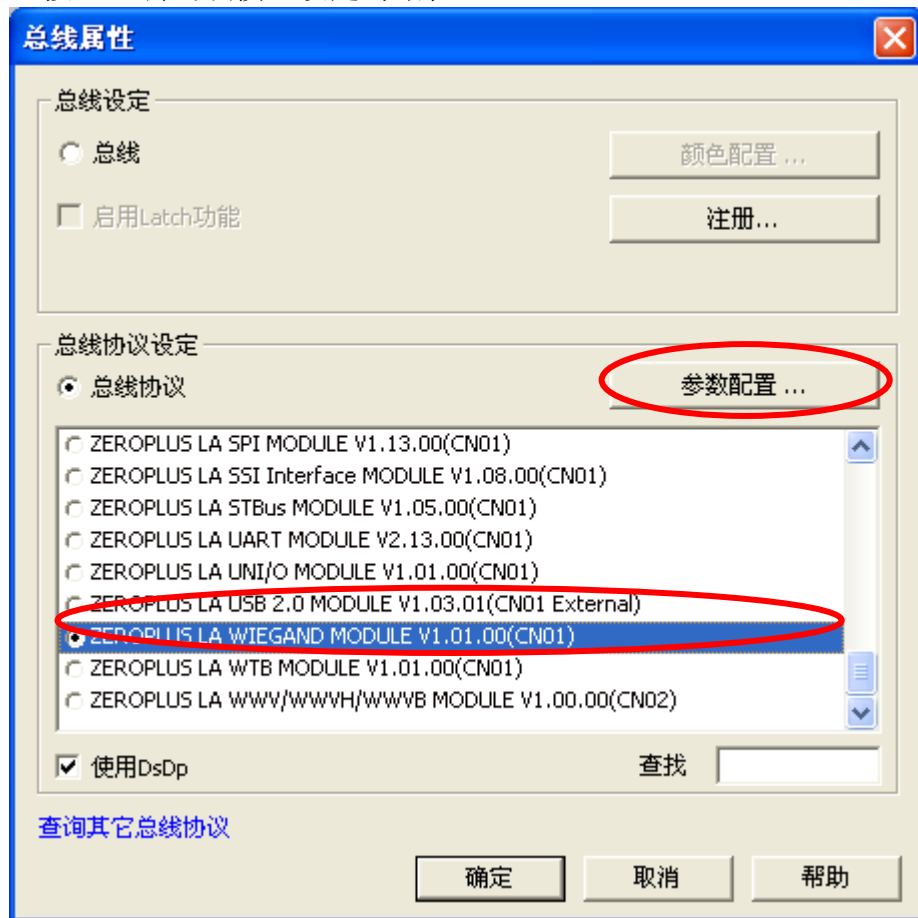 总线属性
总线设定
总线
颜色配置 ...
启用Latch功能
注册...
总线协议设定
总线协议
参数配置 ...
ZEROPLUS LA SPI MODULE V1.13.00(CN01)
ZEROPLUS LA SSI Interface MODULE V1.08.00(CN01)
ZEROPLUS LA STBus MODULE V1.05.00(CN01)
ZEROPLUS LA UART MODULE V2.13.00(CN01)
ZEROPLUS LA UNI/O MODULE V1.01.00(CN01)
ZEROPLUS LA USB 2.0 MODULE V1.03.01(CN01 External)
ZEROPLUS LA WIEGAND MODULE V1.01.00(CN01)
ZEROPLUS LA WTB MODULE V1.01.00(CN01)
ZEROPLUS LA WWV/WWVH/WWVB MODULE V1.00.00(CN02)
使用DsDp
查找
查询其它总线协议
确定
取消
帮助